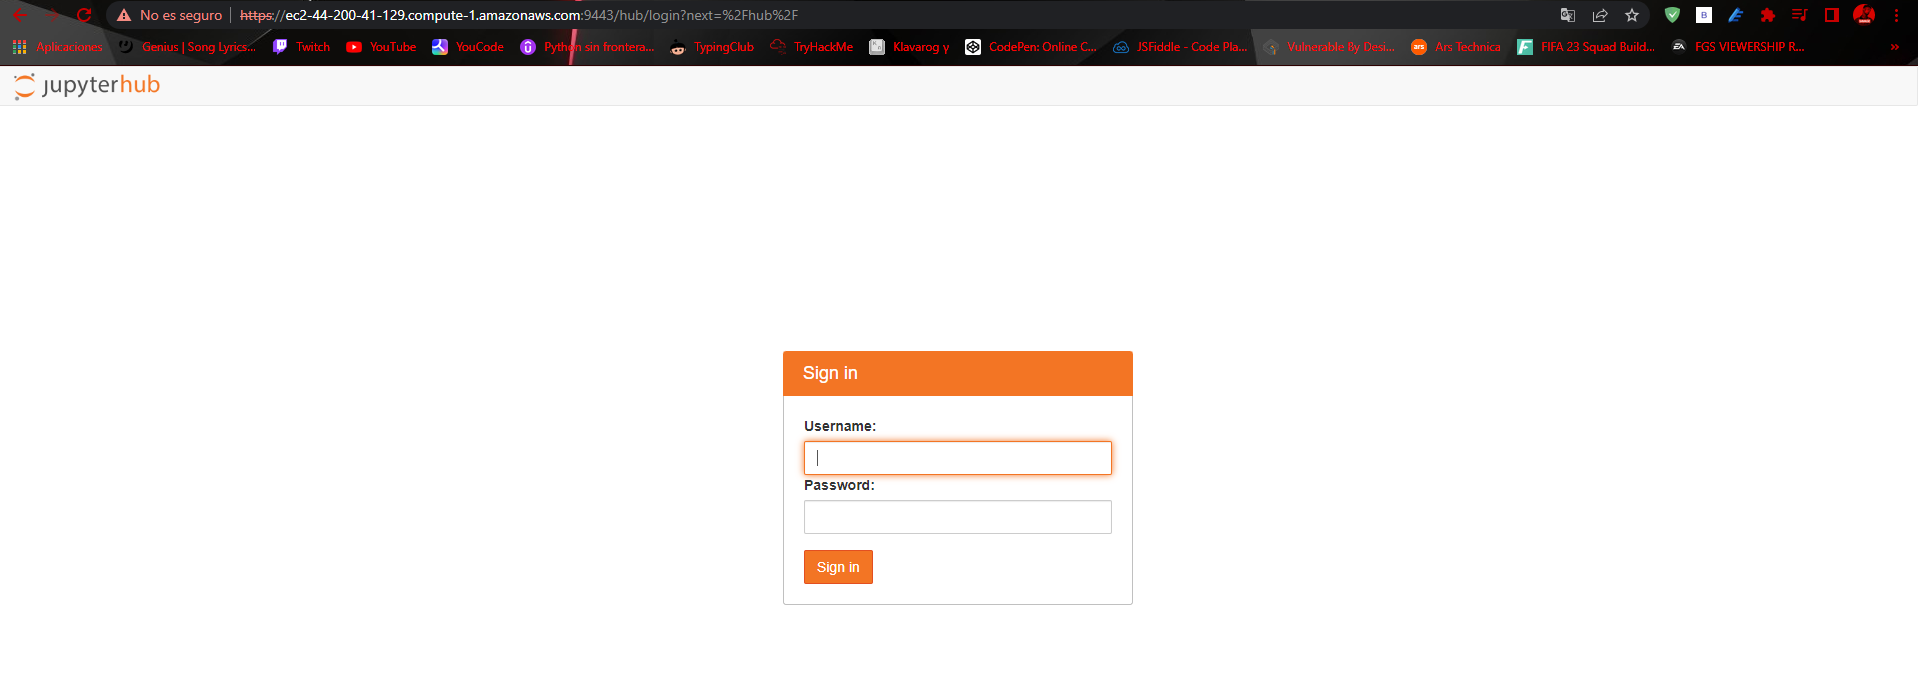 No es seguro | https://ec2-44-200-41-129.compute-1.amazonaws.com:9443/hub/login?next=%2Fhub%2F
Aplicaciones Genius | Song Lyrics... Twitch YouTube YouCode Python sin frontera... TypingClub TryHackMe Klavarog γ CodePen: Online C... JSFiddle - Code Pla... Vulnerable By Desi... ars Ars Technica FIFA 23 Squad Build... EA FGS VIEWERSHIP R... »
jupyterhub
Sign in
Username:
Password:
Sign in